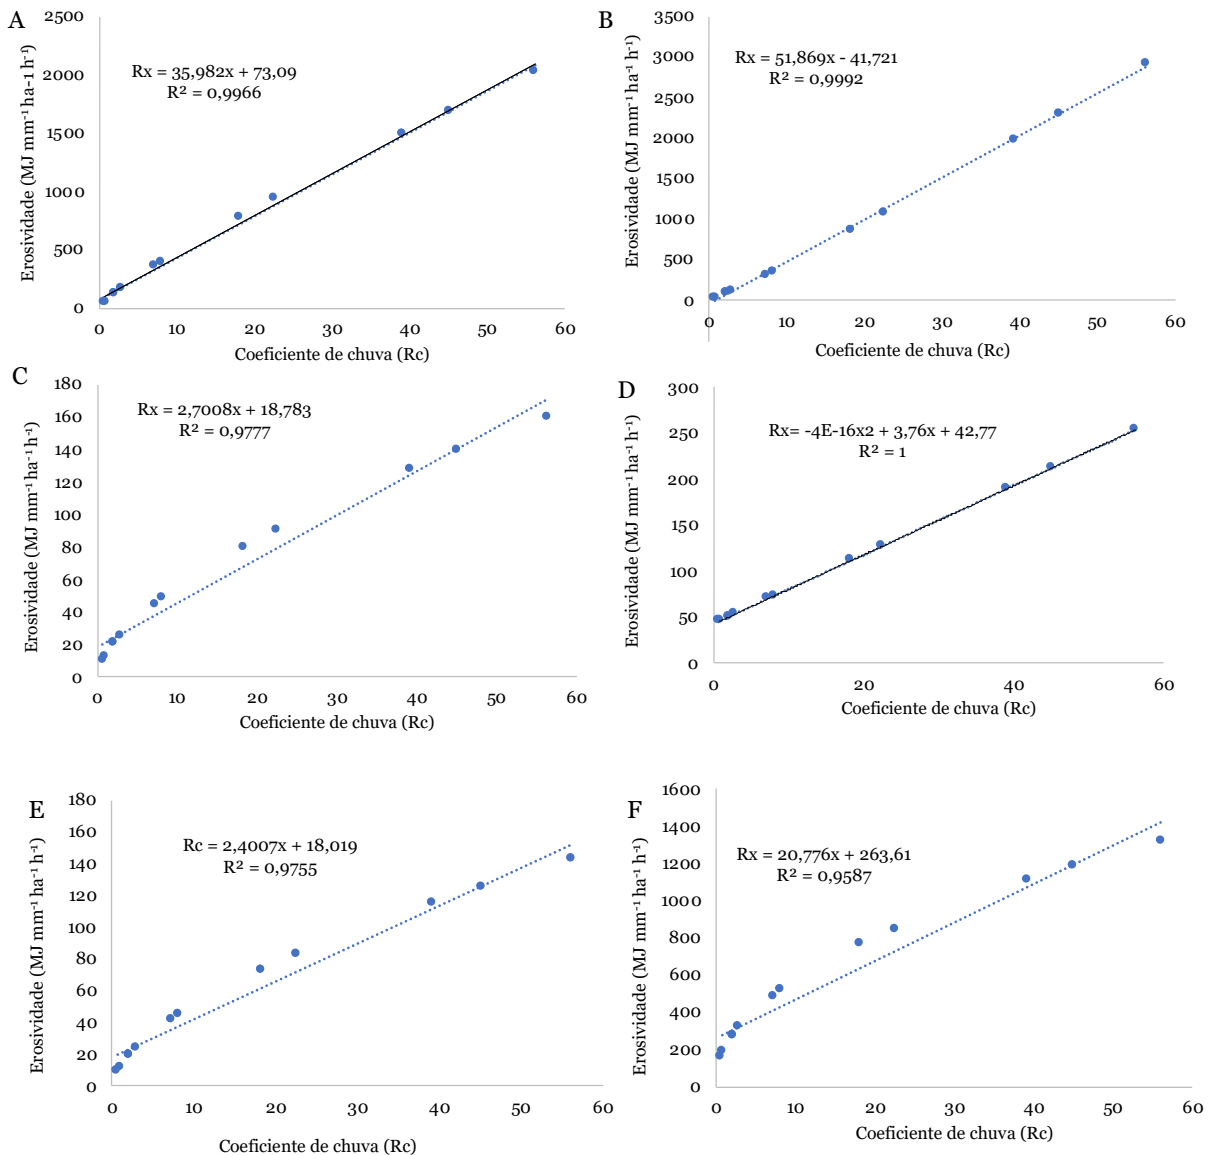 A
Erosividade (MJ mm⁻¹ ha-1 h⁻¹)
2500
2000
1500
1000
500
0
Rx = 35,982x + 73,09
R² = 0,9966
0 10 20 30 40 50 60
Coeficiente de chuva (Rc)
B
Erosividade (MJ mm⁻¹ ha⁻¹ h⁻¹)
3500
3000
2500
2000
1500
1000
500
0
Rx = 51,869x - 41,721
R² = 0,9992
0 10 20 30 40 50 60
Coeficiente de chuva (Rc)
C
Erosividade (MJ mm⁻¹ ha⁻¹ h⁻¹)
180
160
140
120
100
80
60
40
20
0
Rx = 2,7008x + 18,783
R² = 0,9777
0 10 20 30 40 50 60
Coeficiente de chuva (Rc)
D
Erosividade (MJ mm⁻¹ ha⁻¹ h⁻¹)
300
250
200
150
100
50
0
Rx= -4E-16x2 + 3,76x + 42,77
R² = 1
0 20 40 60
Coeficiente de chuva (Rc)
E
Erosividade (MJ mm⁻¹ ha⁻¹ h⁻¹)
180
160
140
120
100
80
60
40
20
0
Rc = 2,4007x + 18,019
R² = 0,9755
0 10 20 30 40 50 60
Coeficiente de chuva (Rc)
F
Erosividade (MJ mm⁻¹ ha⁻¹ h⁻¹)
1600
1400
1200
1000
800
600
400
200
0
Rx = 20,776x + 263,61
R² = 0,9587
0 10 20 30 40 50 60
Coeficiente de chuva (Rc)